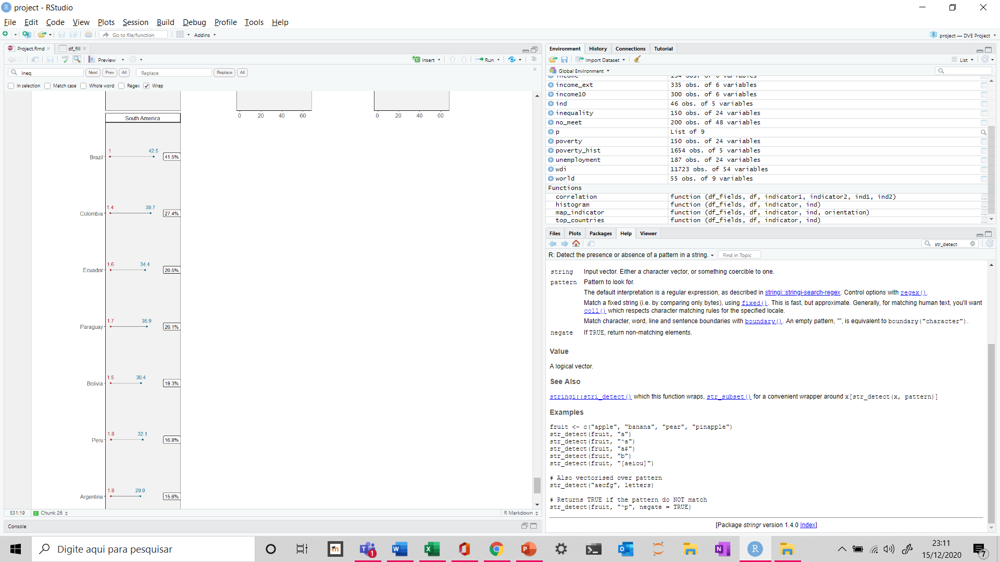 project - RStudio
File Edit Code View Plots Session Build Debug Profile Tools Help
Go to file/function Addins project — DVE Project
Project.Rmd df_fill
ABC Preview Insert Run
ineq Next Prev All Replace Replace All
In selection Match case Whole word Regex Wrap
0 20 40 60 0 20 40 60
South America
1 42.5
Brazil 41.5%
1.4 39.7
Colombia 27.4%
1.6 34.4
Ecuador 20.5%
1.7 35.9
Paraguay 20.1%
1.5 30.4
Bolivia 19.3%
1.8 32.1
Peru 16.8%
1.8 29.9
Argentina 15.6%
531:19 Chunk 26 R Markdown
Console
Environment History Connections Tutorial
Import Dataset List
Global Environment
income_ext 335 obs. of 6 variables
income10 300 obs. of 6 variables
ind 46 obs. of 5 variables
inequality 150 obs. of 24 variables
no_meet 200 obs. of 48 variables
p List of 9
poverty 150 obs. of 24 variables
poverty_hist 1654 obs. of 5 variables
unemployment 187 obs. of 24 variables
wdi 11723 obs. of 54 variables
world 55 obs. of 9 variables
Functions
correlation function (df_fields, df, indicator1, indicator2, ind1, ind2)
histogram function (df_fields, df, indicator, ind)
map_indicator function (df_fields, df, indicator, ind, orientation)
top_countries function (df_fields, df, indicator, ind)
Files Plots Packages Help Viewer
str_detect
R: Detect the presence or absence of a pattern in a string. Find in Topic
string Input vector. Either a character vector, or something coercible to one.
pattern Pattern to look for.
The default interpretation is a regular expression, as described in stringi::stringi-search-regex. Control options with regex().
Match a fixed string (i.e. by comparing only bytes), using fixed(). This is fast, but approximate. Generally, for matching human text, you'll want
coll() which respects character matching rules for the specified locale.
Match character, word, line and sentence boundaries with boundary(). An empty pattern, "", is equivalent to boundary("character").
negate If TRUE, return non-matching elements.
Value
A logical vector.
See Also
stringi::stri_detect() which this function wraps, str_subset() for a convenient wrapper around x[str_detect(x, pattern)]
Examples
fruit <- c("apple", "banana", "pear", "pinapple")
str_detect(fruit, "a")
str_detect(fruit, "^a")
str_detect(fruit, "a$")
str_detect(fruit, "b")
str_detect(fruit, "[aeiou]")
# Also vectorised over pattern
str_detect("aecfg", letters)
# Returns TRUE if the pattern do NOT match
str_detect(fruit, "^p", negate = TRUE)
[Package stringr version 1.4.0 Index]
Digite aqui para pesquisar
23:11
15/12/2020
7